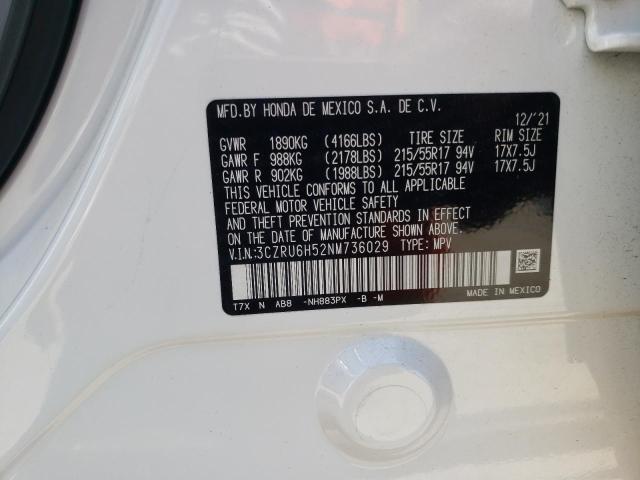 MFD.BY HONDA DE MEXICO S.A. DE C.V. 12/'21
GVWR 1890KG (4166LBS) TIRE SIZE RIM SIZE
GAWR F 988KG (2178LBS) 215/55R17 94V 17X7.5J
GAWR R 902KG (1988LBS) 215/55R17 94V 17X7.5J
THIS VEHICLE CONFORMS TO ALL APPLICABLE
FEDERAL MOTOR VEHICLE SAFETY
AND THEFT PREVENTION STANDARDS IN EFFECT
ON THE DATE OF MANUFACTURE SHOWN ABOVE.
V.I.N:3CZRU6H52NM736029 TYPE: MPV
T7X N ABB -NH883PX -B -M
MADE IN MEXICO